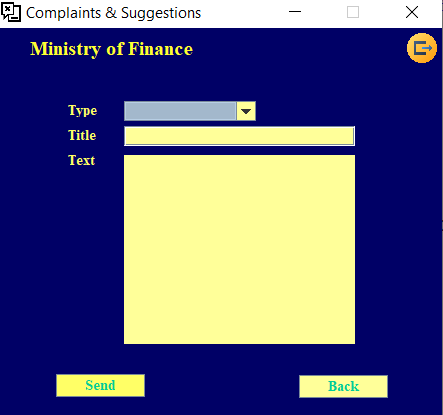 Complaints & Suggestions
Ministry of Finance
Type
Title
Text
Send
Back